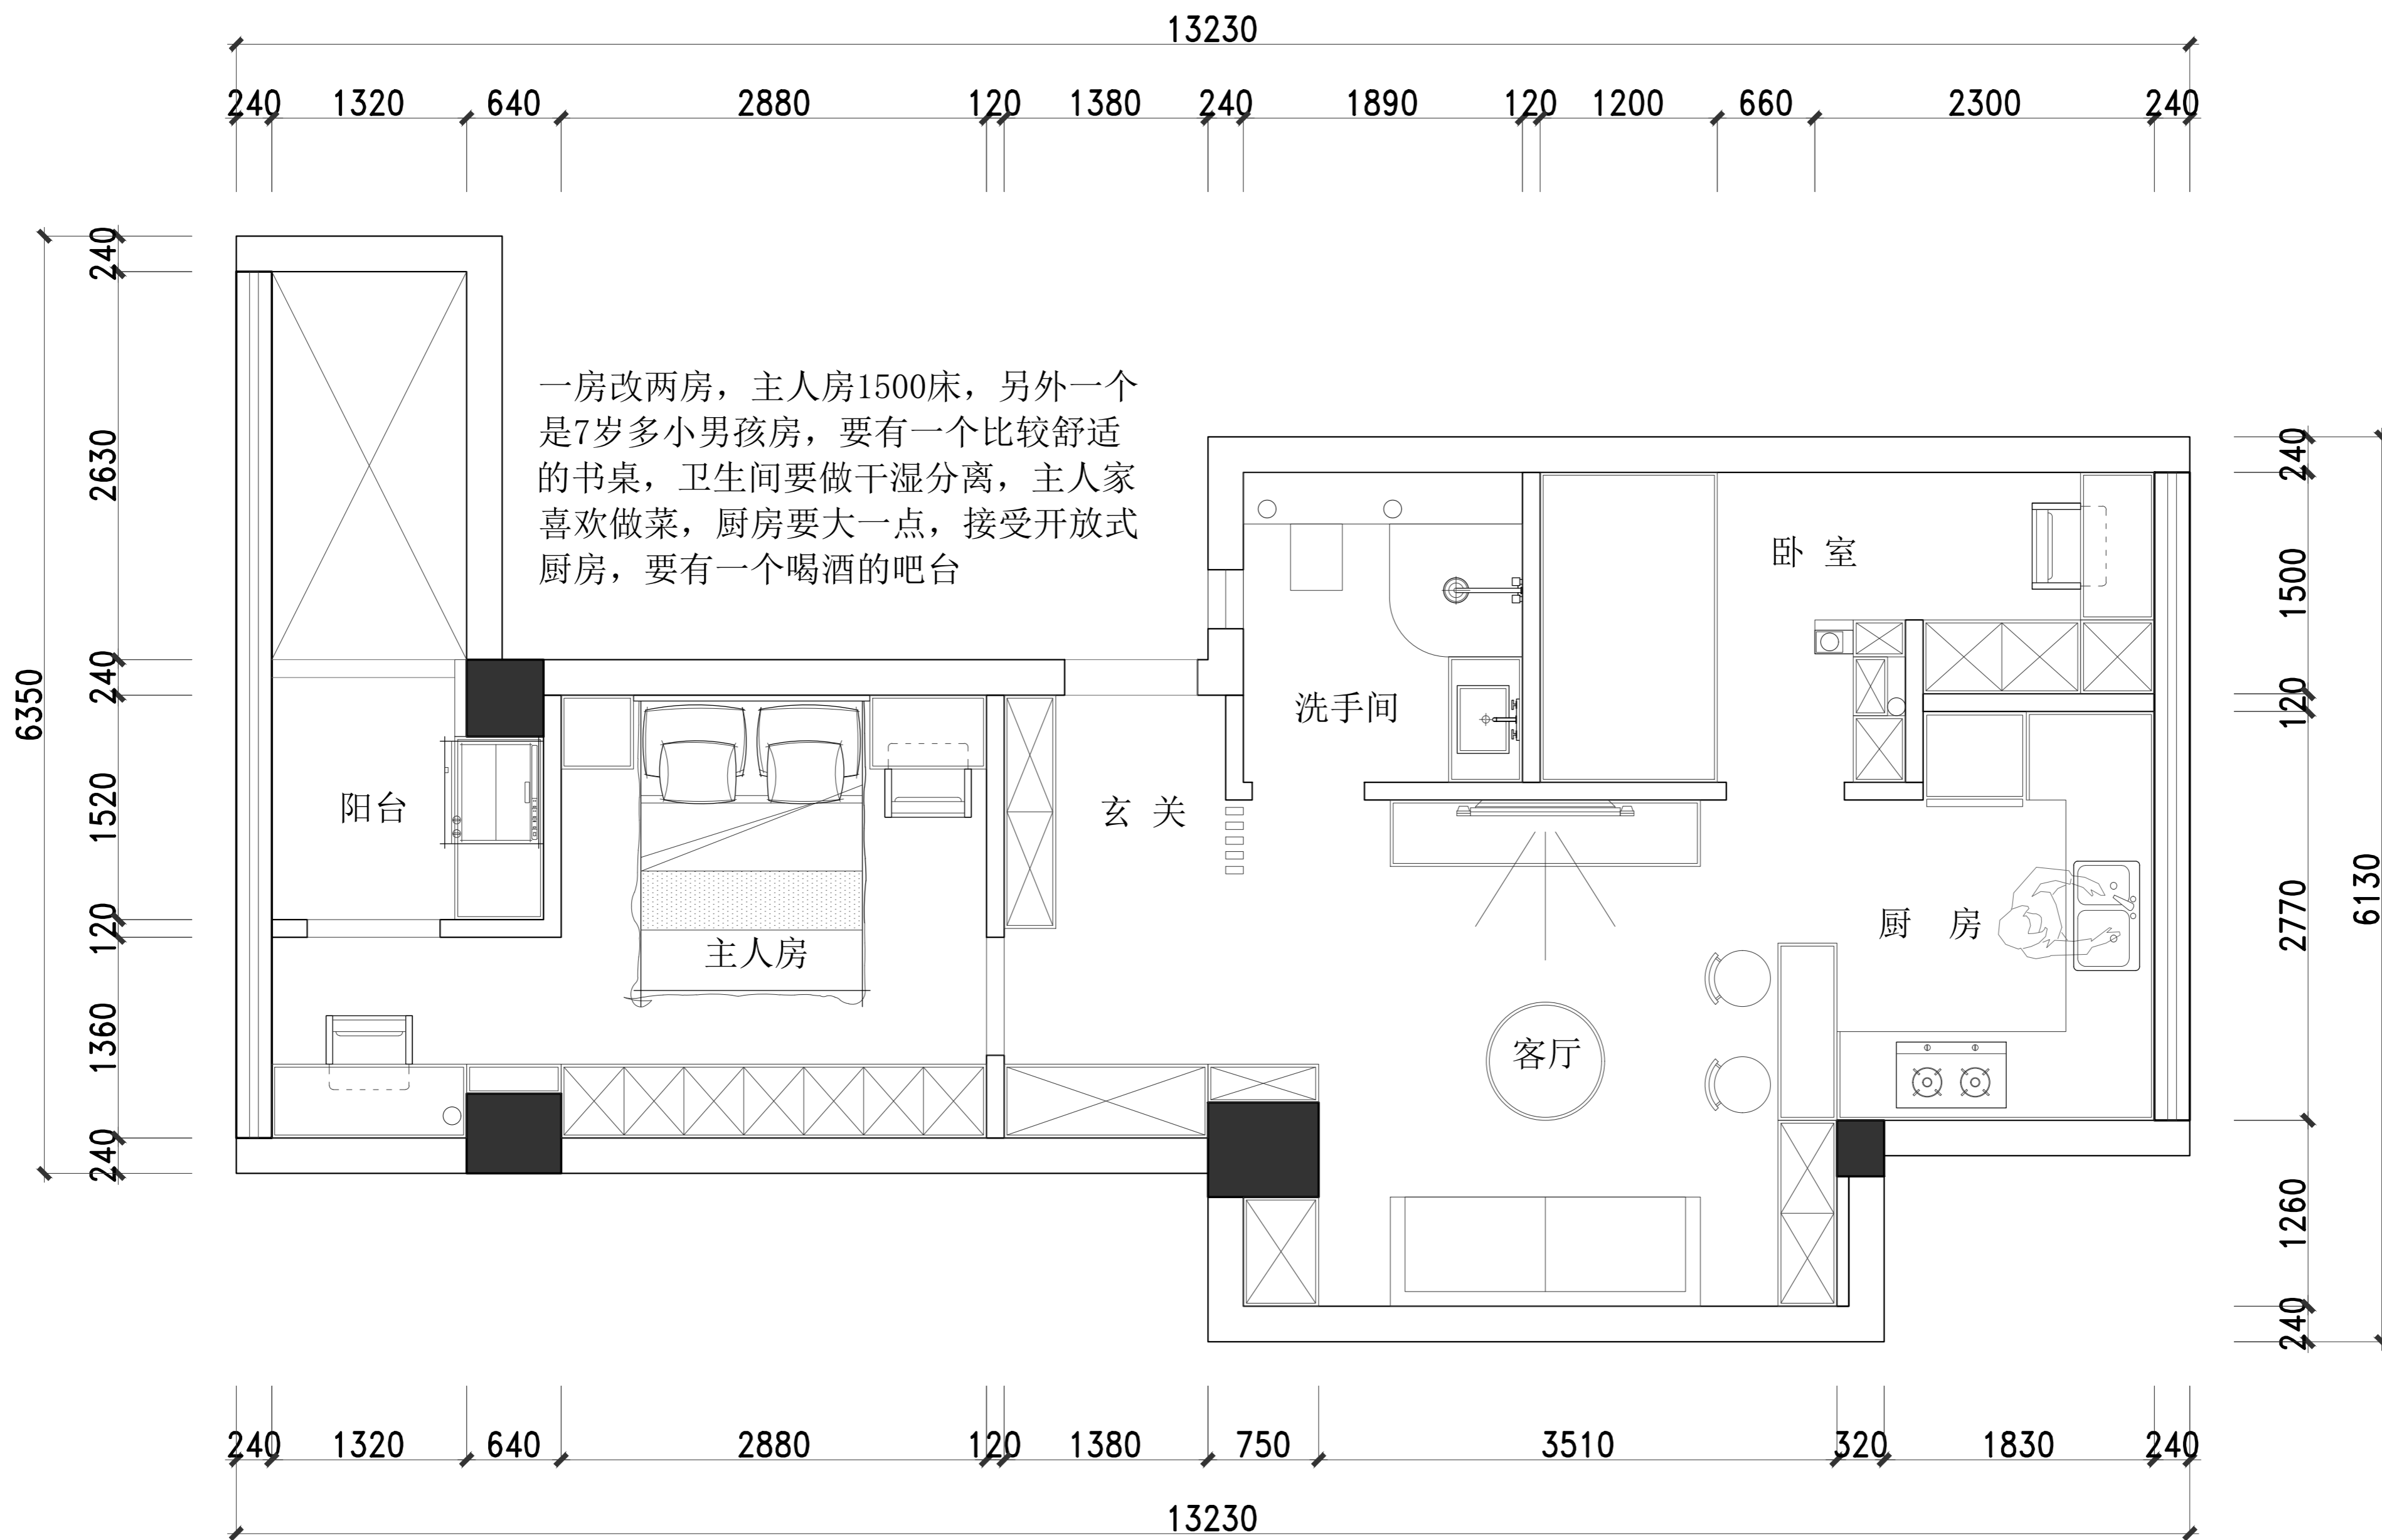 13230
240 1320 640 2880 120 1380 240 1890 120 1200 660 2300 240
6350
240
2630
240
1520
120
1360
240
一房改两房，主人房1500床，另外一个
是7岁多小男孩房，要有一个比较舒适
的书桌，卫生间要做干湿分离，主人家
喜欢做菜，厨房要大一点，接受开放式
厨房，要有一个喝酒的吧台
卧 室
洗手间
阳台
玄 关
主人房
厨 房
客厅
240
1500
120
2770
1260
240
6130
240 1320 640 2880 120 1380 750 3510 320 1830 240
13230